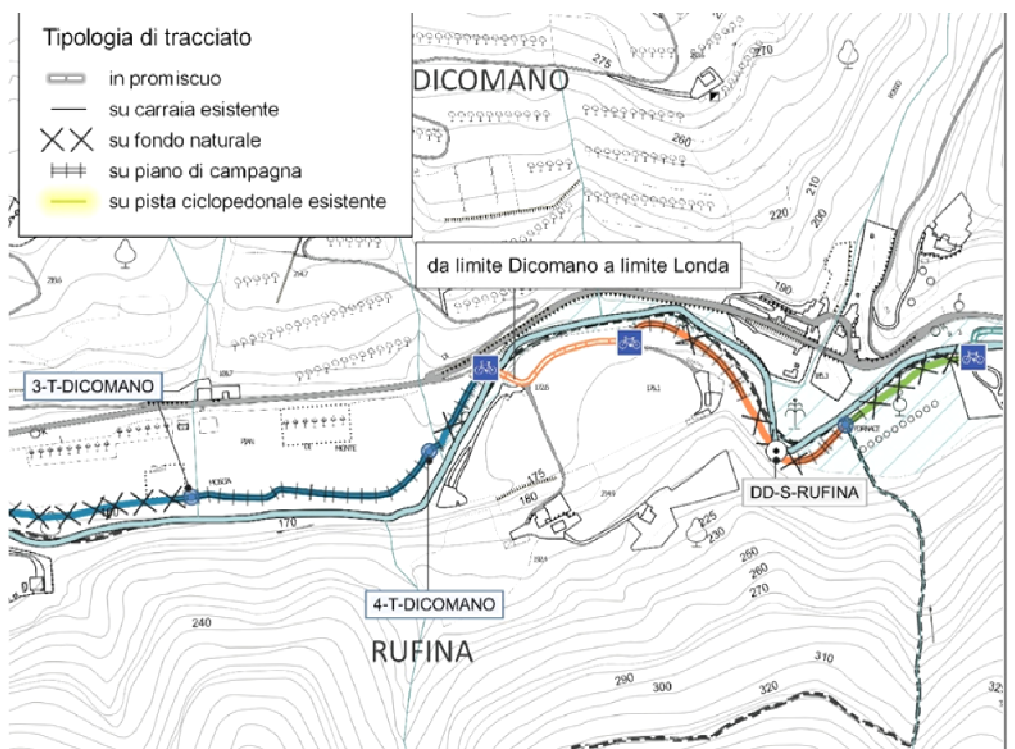 Tipologia di tracciato
in promiscuo
su carraia esistente
su fondo naturale
su piano di campagna
su pista ciclopedonale esistente
DICOMANO
275
270
260
220
210
200
190
da limite Dicomano a limite Londa
3-T-DICOMANO
MONTE
170
175
180
FORNACE
DD-S-RUFINA
225
230
250
260
270
4-T-DICOMANO
240
RUFINA
290
300
310
320